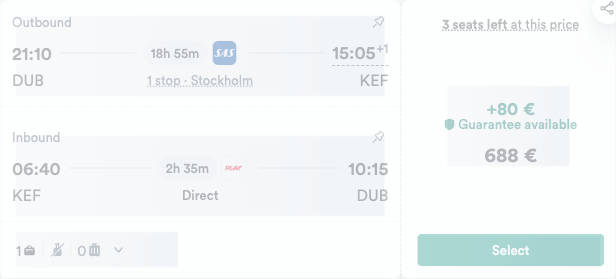 Outbound
21:10 18h 55m SAS 15:05+1
DUB 1 stop · Stockholm KEF
Inbound
06:40 2h 35m PLAY 10:15
KEF Direct DUB
1 0
3 seats left at this price
+80 €
Guarantee available
688 €
Select